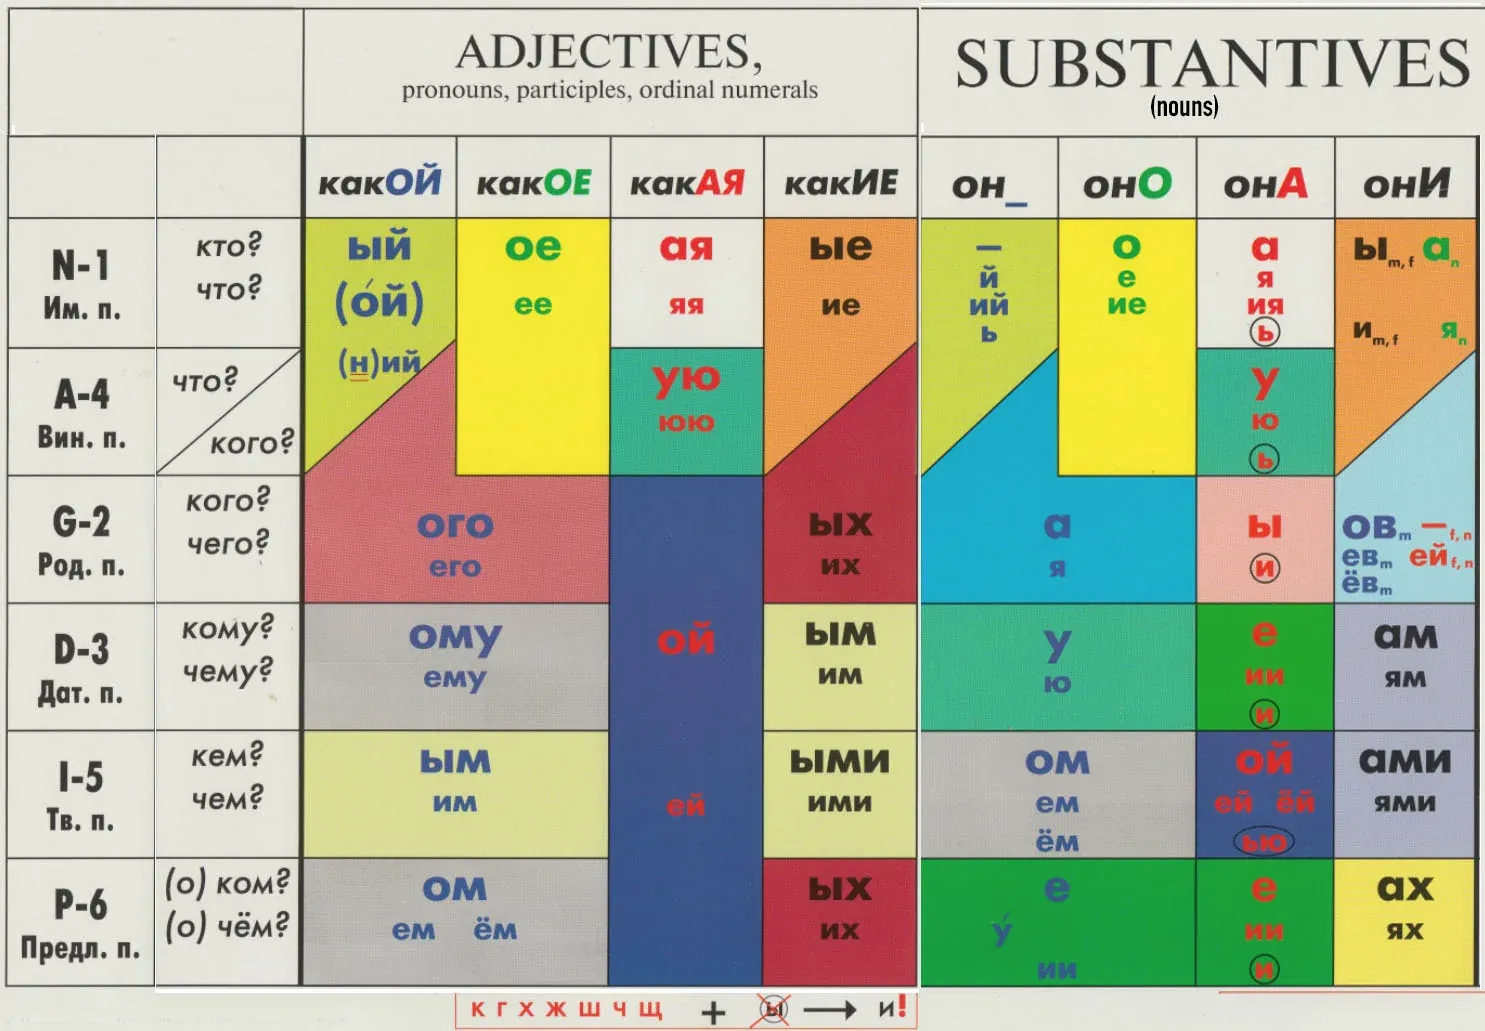 ADJECTIVES,
pronouns, participles, ordinal numerals
SUBSTANTIVES
(nouns)
какОЙ какОЕ какАЯ какИЕ он_ онО онА онИ
N-1
Им. п.
кто?
что?
ый
(о́й)
(н)ий
ое
ее
ая
яя
ые
ие
–
й
ий
ь
о
е
ие
а
я
ия
ь
ы m, f а n
и m, f я n
A-4
Вин. п.
что?
кого?
ую
юю
у
ю
ь
G-2
Род. п.
кого?
чего?
ого
его
ых
их
а
я
ы
и
ов m – f, n
ев m ей f, n
ёв m
D-3
Дат. п.
кому?
чему?
ому
ему
ой
ым
им
у
ю
е
ии
и
ам
ям
I-5
Тв. п.
кем?
чем?
ым
им
ей
ыми
ими
ом
ем
ём
ой
ей ёй
ью
ами
ями
P-6
Предл. п.
(о) ком?
(о) чём?
ом
ем ём
ых
их
е
у́
ии
е
ии
и
ах
ях
к г х ж ш ч щ + ы → и!